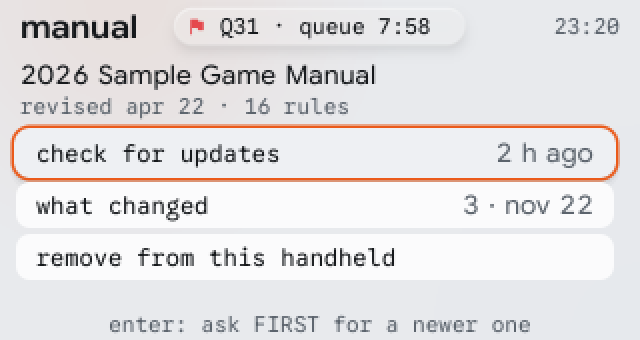 manual Q31 · queue 7:58 23:20
2026 Sample Game Manual
revised apr 22 · 16 rules
check for updates 2 h ago
what changed 3 · nov 22
remove from this handheld
enter: ask FIRST for a newer one